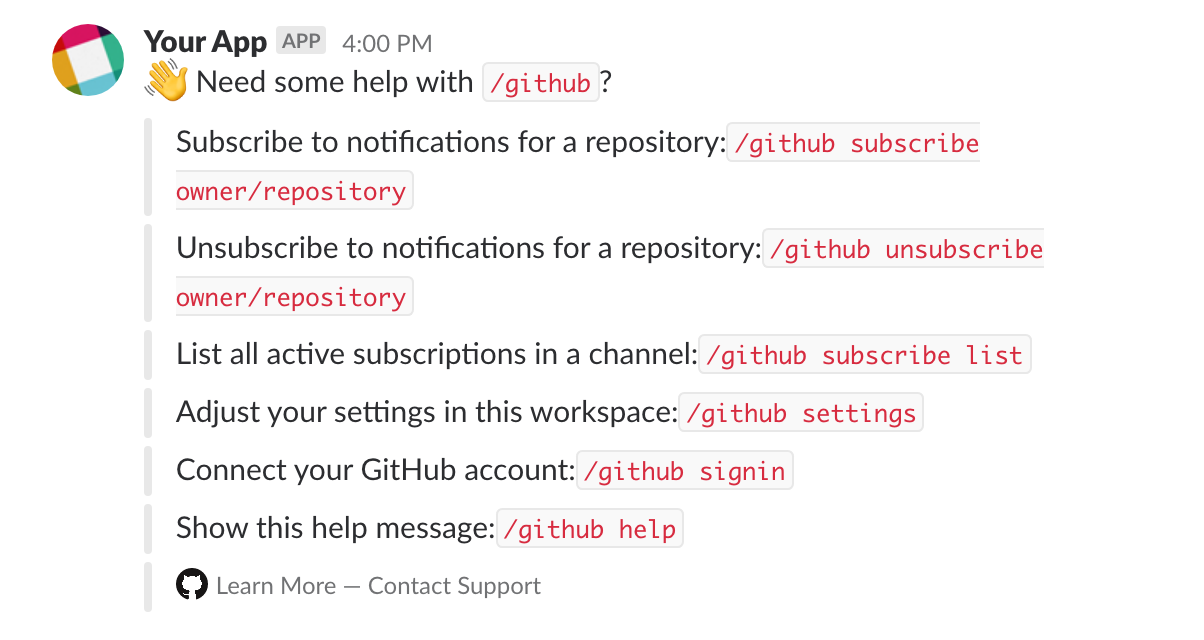 Your App APP 4:00 PM
👋 Need some help with /github?
Subscribe to notifications for a repository: /github subscribe
owner/repository
Unsubscribe to notifications for a repository: /github unsubscribe
owner/repository
List all active subscriptions in a channel: /github subscribe list
Adjust your settings in this workspace: /github settings
Connect your GitHub account: /github signin
Show this help message: /github help
Learn More — Contact Support